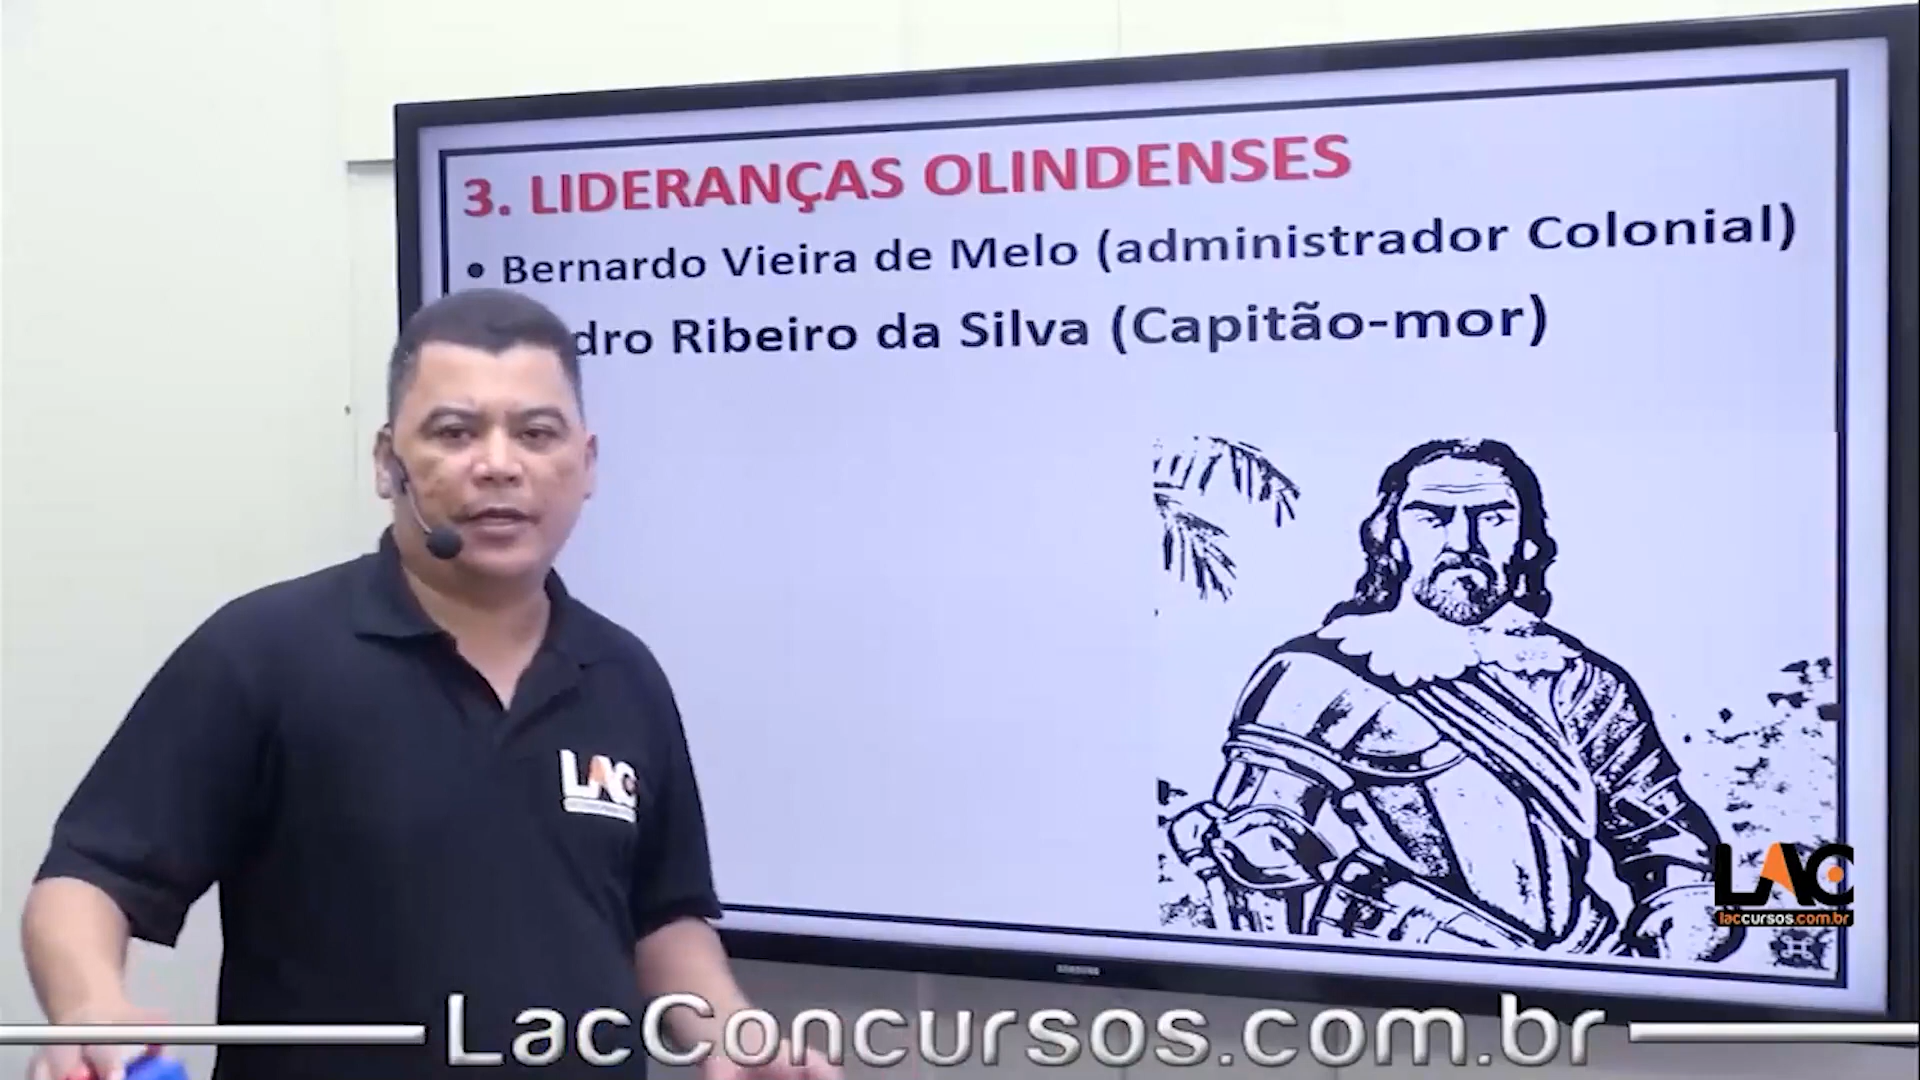 3. LIDERANÇAS OLINDENSES
• Bernardo Vieira de Melo (administrador Colonial)
dro Ribeiro da Silva (Capitão-mor)
LAC
LAC
laccursos.com.br
SAMSUNG
LacConcursos.com.br